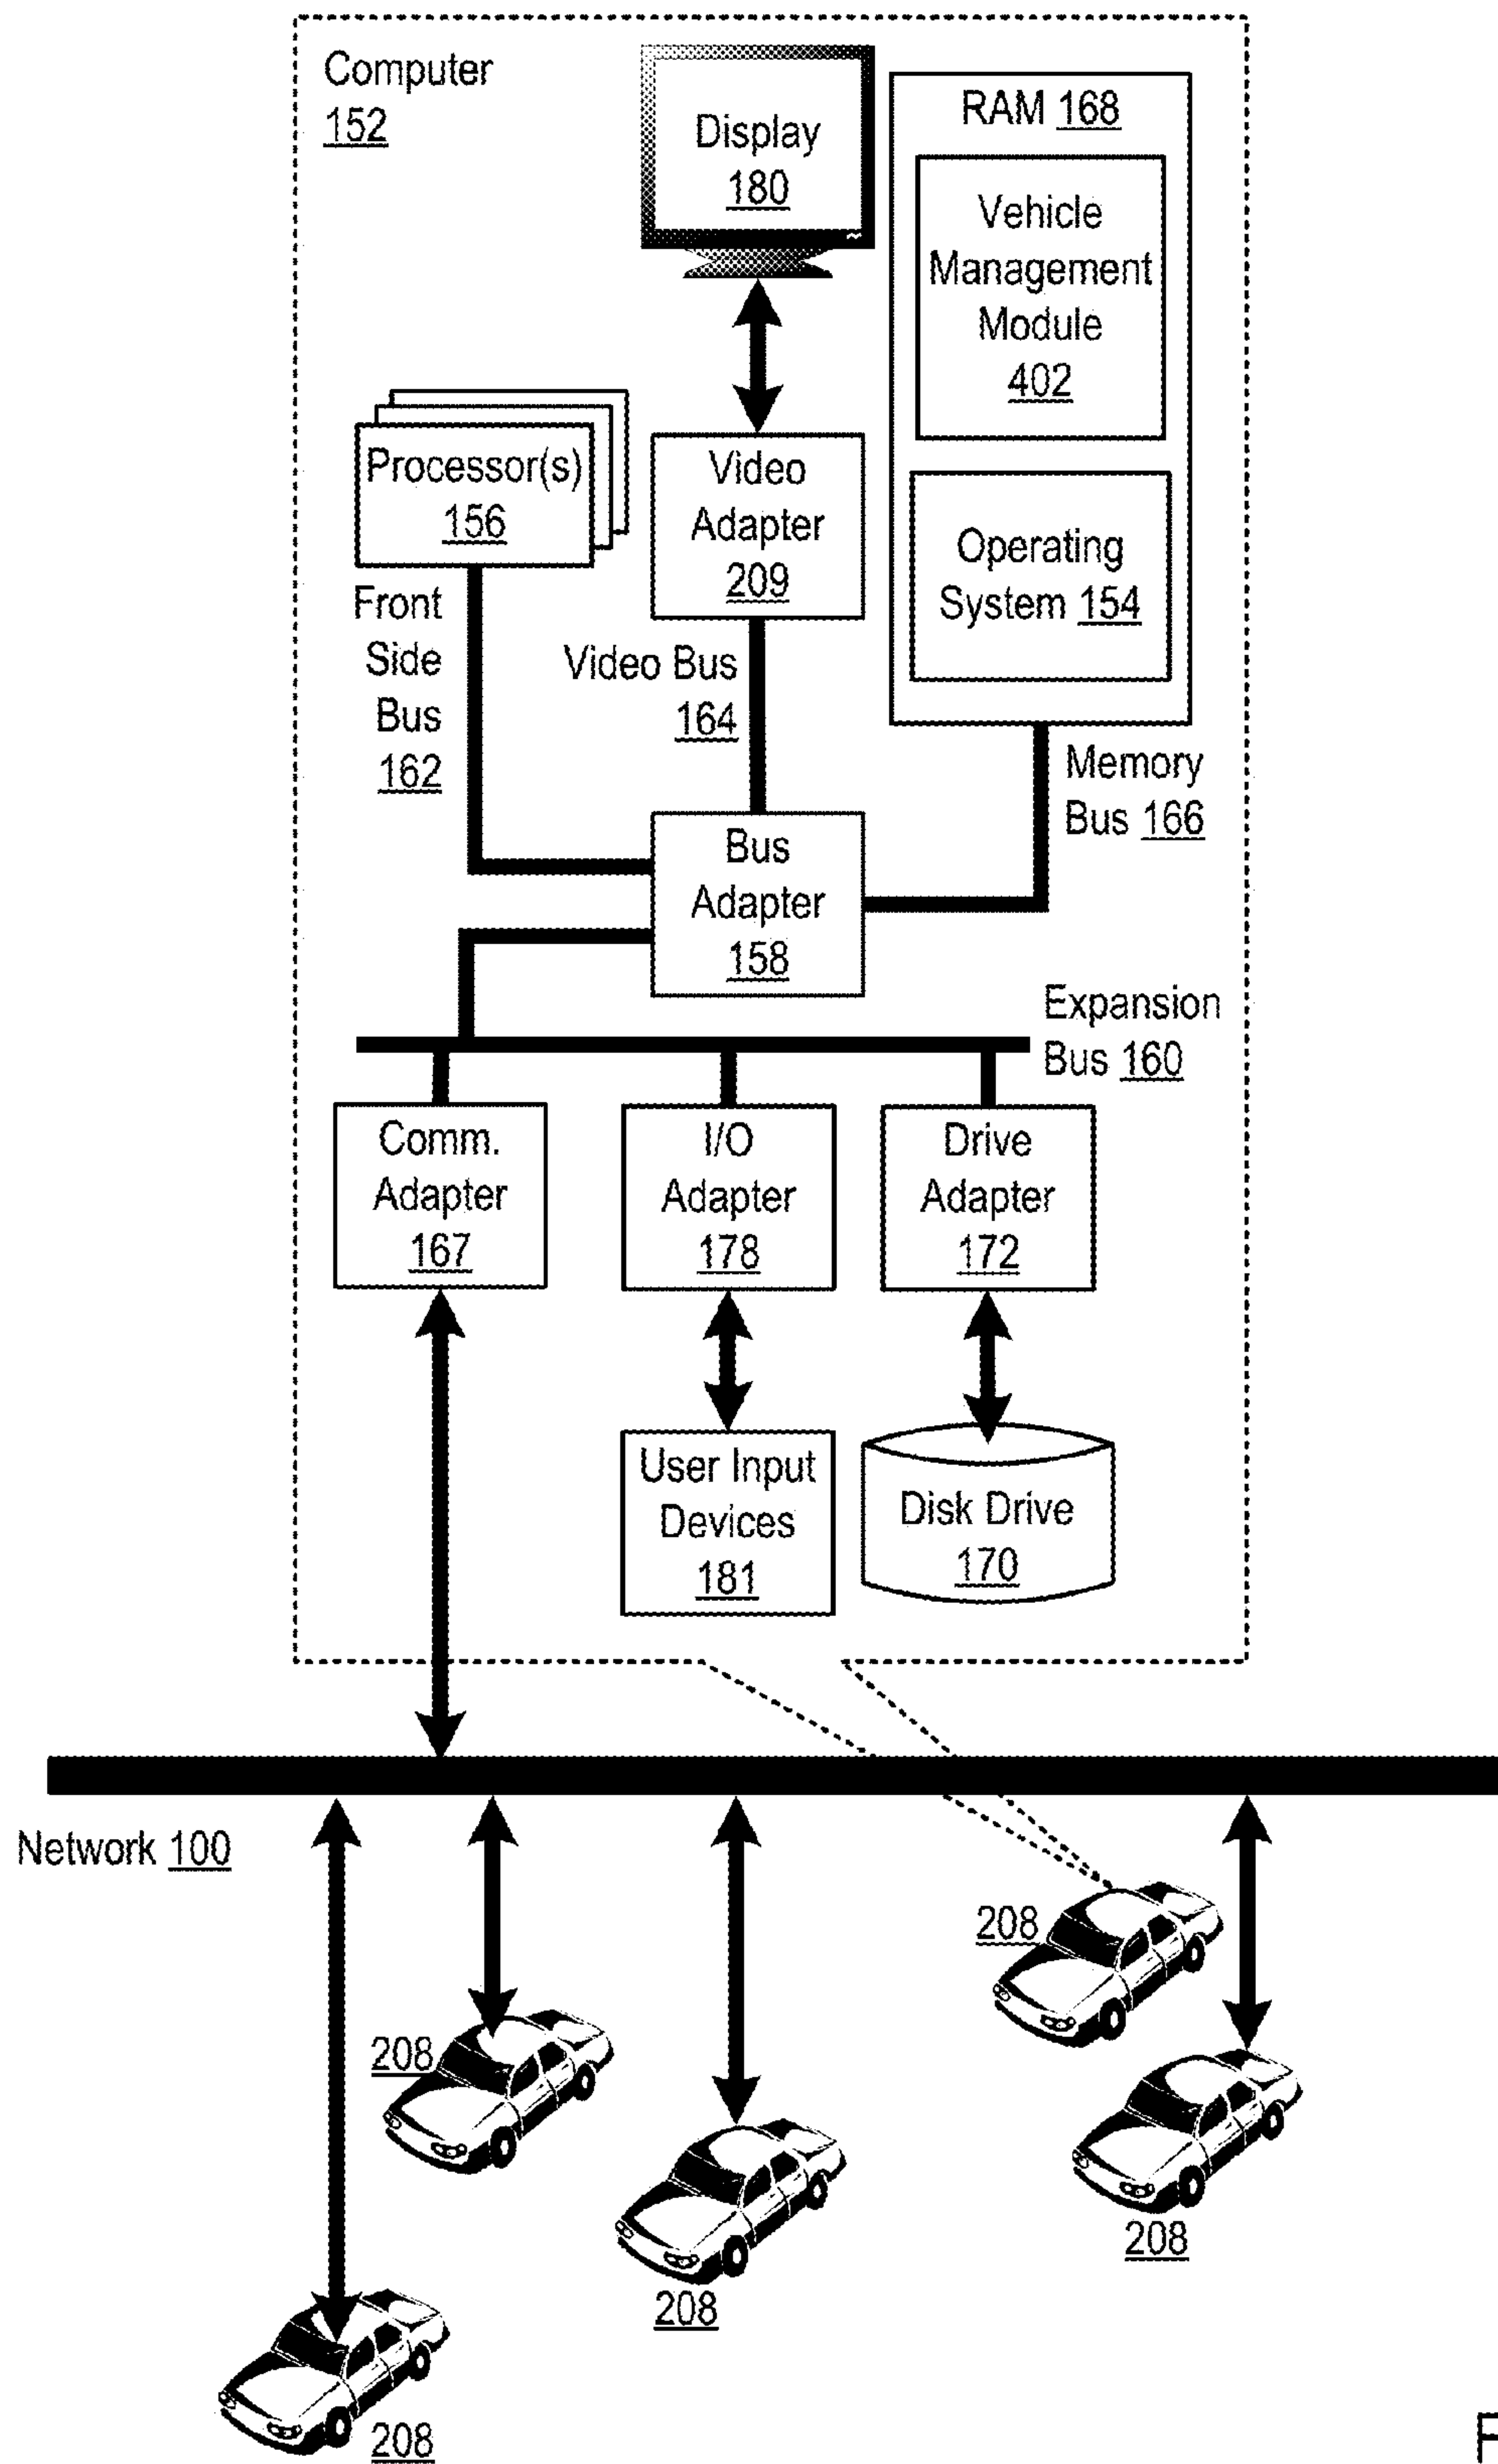 Computer
152
Display
180
RAM 168
Vehicle
Management
Module
402
Processor(s)
156
Video
Adapter
209
Operating
System 154
Front
Side
Bus
162
Video Bus
164
Memory
Bus 166
Bus
Adapter
158
Expansion
Bus 160
Comm.
Adapter
167
I/O
Adapter
178
Drive
Adapter
172
User Input
Devices
181
Disk Drive
170
Network 100
208
208
208
208
208
F